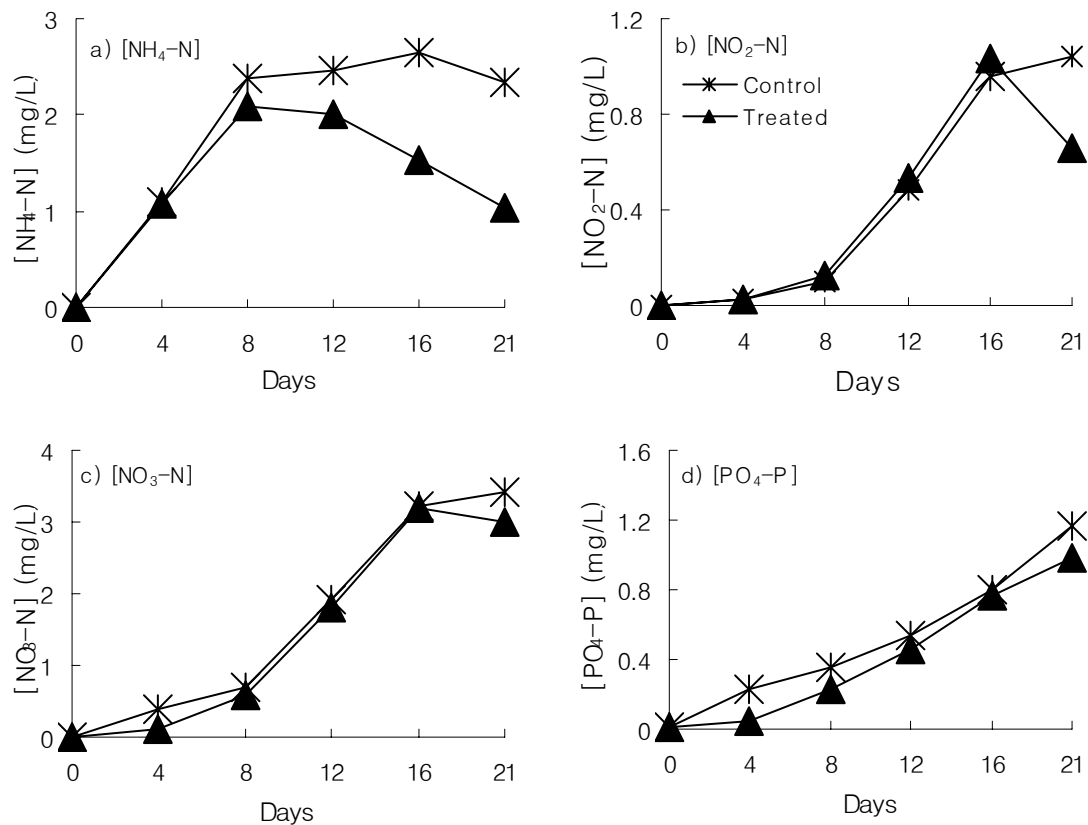 a) [NH₄-N]
[NH₄-N] (mg/L)
3
2
1
0
0 4 8 12 16 21
Days
b) [NO₂-N]
Control
Treated
[NO₂-N] (mg/L)
1.2
0.8
0.4
0
0 4 8 12 16 21
Days
c) [NO₃-N]
[NO₃-N] (mg/L)
4
3
2
1
0
0 4 8 12 16 21
Days
d) [PO₄-P]
[PO₄-P] (mg/L)
1.6
1.2
0.8
0.4
0
0 4 8 12 16 21
Days